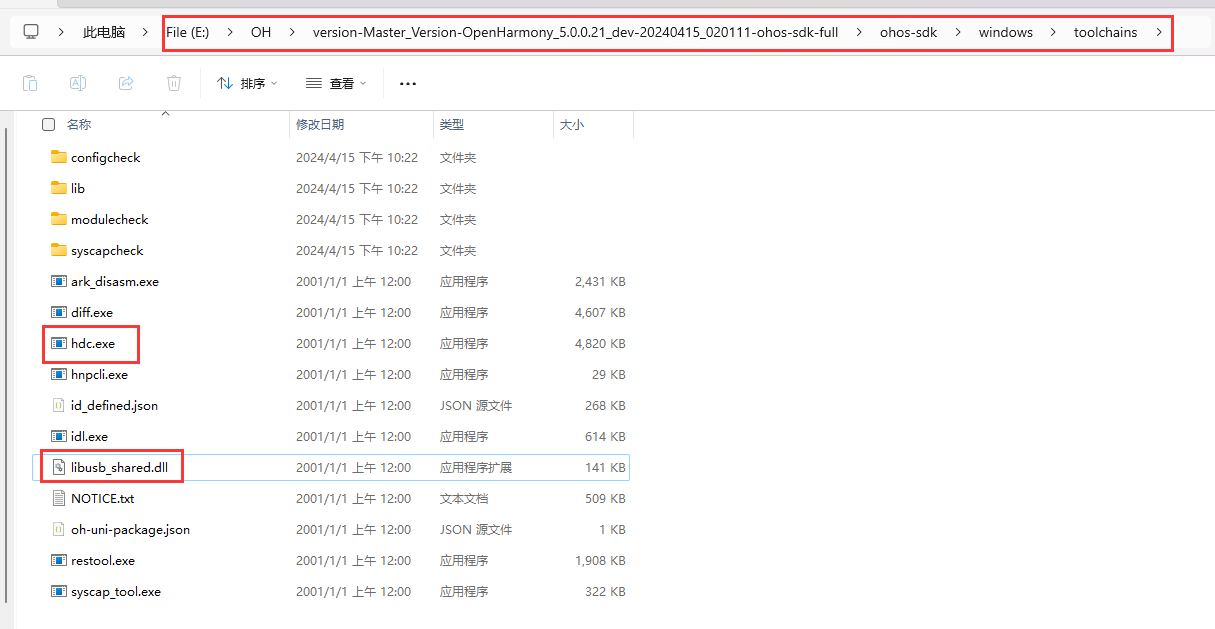 此电脑 File (E:) OH version-Master_Version-OpenHarmony_5.0.0.21_dev-20240415_020111-ohos-sdk-full ohos-sdk windows toolchains
排序 查看
名称 修改日期 类型 大小
configcheck 2024/4/15 下午 10:22 文件夹
lib 2024/4/15 下午 10:22 文件夹
modulecheck 2024/4/15 下午 10:22 文件夹
syscapcheck 2024/4/15 下午 10:22 文件夹
ark_disasm.exe 2001/1/1 上午 12:00 应用程序 2,431 KB
diff.exe 2001/1/1 上午 12:00 应用程序 4,607 KB
hdc.exe 2001/1/1 上午 12:00 应用程序 4,820 KB
hnpcli.exe 2001/1/1 上午 12:00 应用程序 29 KB
id_defined.json 2001/1/1 上午 12:00 JSON 源文件 268 KB
idl.exe 2001/1/1 上午 12:00 应用程序 614 KB
libusb_shared.dll 2001/1/1 上午 12:00 应用程序扩展 141 KB
NOTICE.txt 2001/1/1 上午 12:00 文本文档 509 KB
oh-uni-package.json 2001/1/1 上午 12:00 JSON 源文件 1 KB
restool.exe 2001/1/1 上午 12:00 应用程序 1,908 KB
syscap_tool.exe 2001/1/1 上午 12:00 应用程序 322 KB